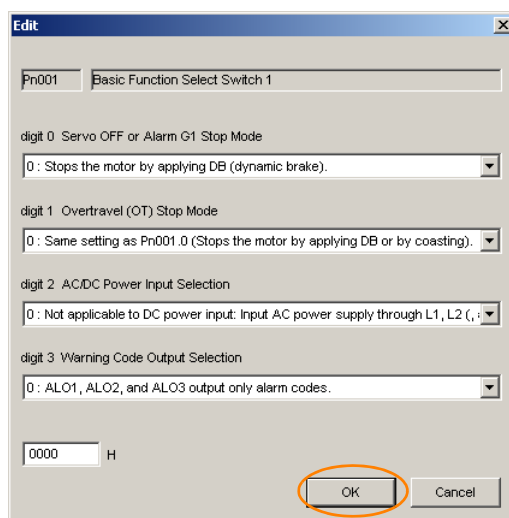 Edit
Pn001 Basic Function Select Switch 1
digit 0 Servo OFF or Alarm G1 Stop Mode
0 : Stops the motor by applying DB (dynamic brake).
digit 1 Overtravel (OT) Stop Mode
0 : Same setting as Pn001.0 (Stops the motor by applying DB or by coasting).
digit 2 AC/DC Power Input Selection
0 : Not applicable to DC power input: Input AC power supply through L1, L2 (,
digit 3 Warning Code Output Selection
0 : ALO1, ALO2, and ALO3 output only alarm codes.
0000 H
OK Cancel